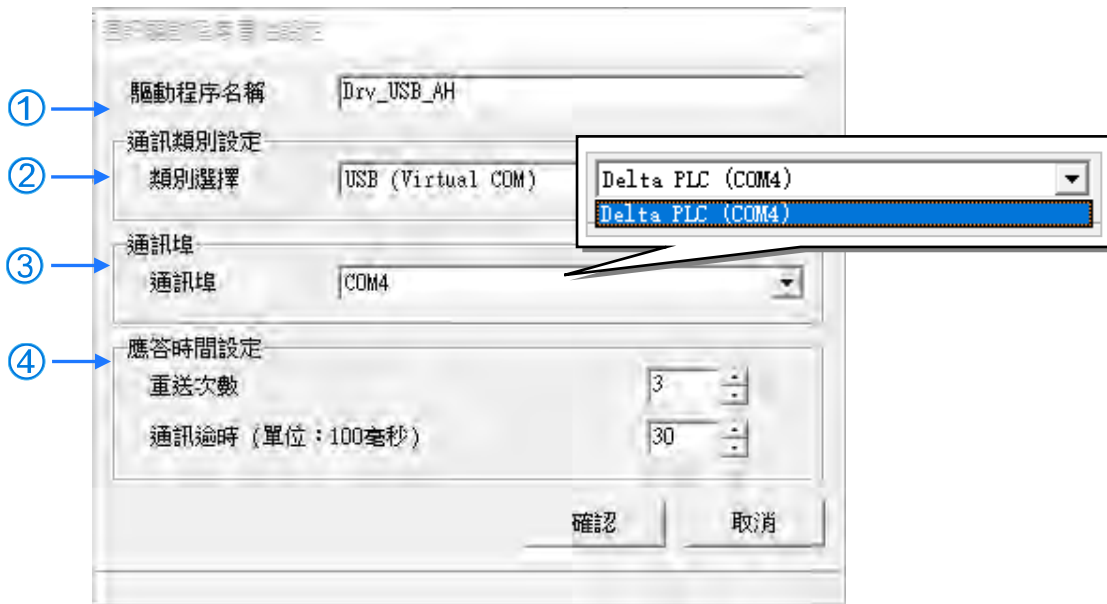 ① 驅動程序名稱 Drv_USB_AH
通訊類別設定
② 類別選擇 USB (Virtual COM)
Delta PLC (COM4)
Delta PLC (COM4)
通訊埠
③ 通訊埠 COM4
④ 應答時間設定
重送次數 3
通訊逾時 (單位：100毫秒) 30
確認 取消